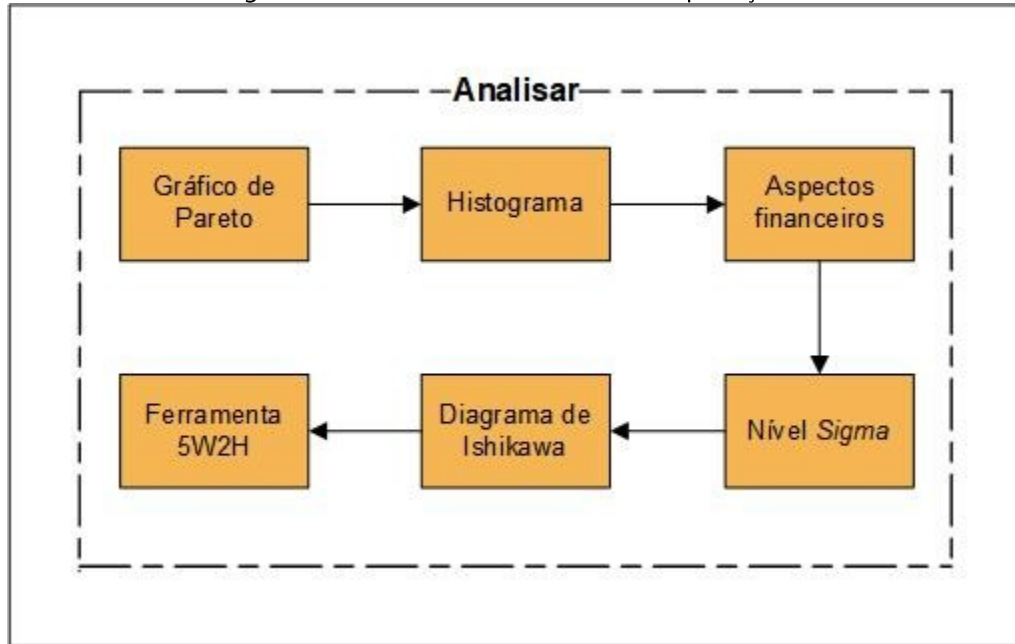 Analisar
Gráfico de
Pareto
Histograma
Aspectos
financeiros
Ferramenta
5W2H
Diagrama de
Ishikawa
Nível Sigma